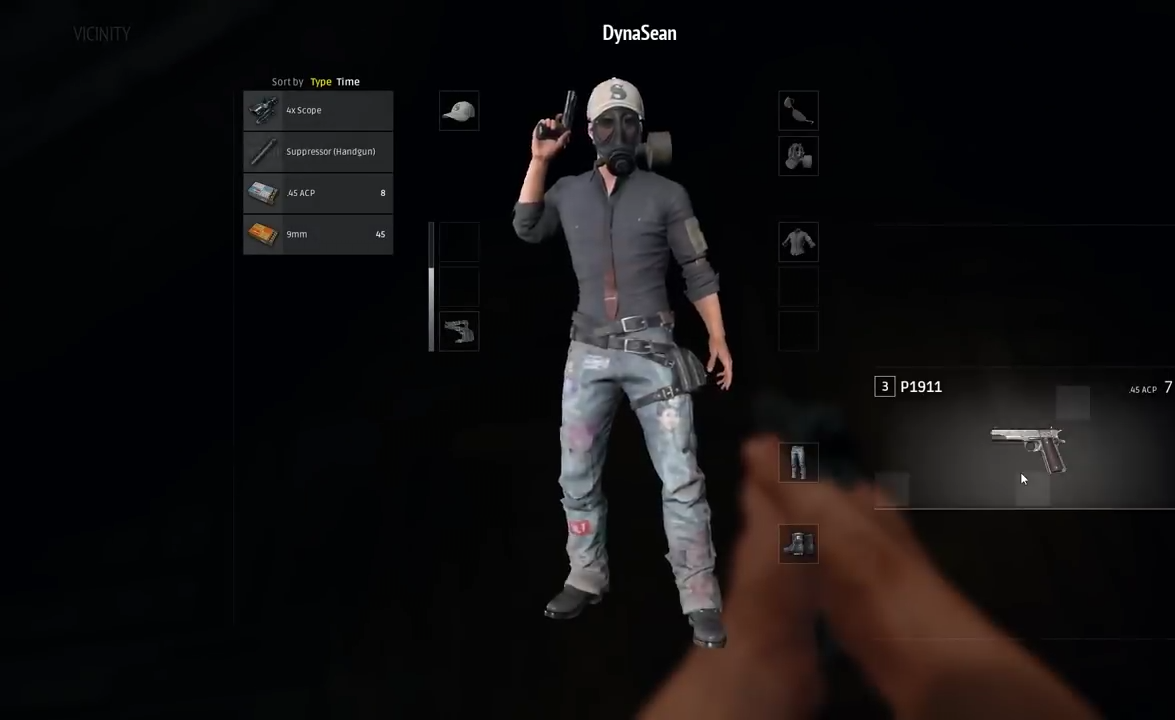 VICINITY
DynaSean
Sort by Type Time
4x Scope
Suppressor (Handgun)
.45 ACP 8
9mm 45
S
3 P1911 .45 ACP 7